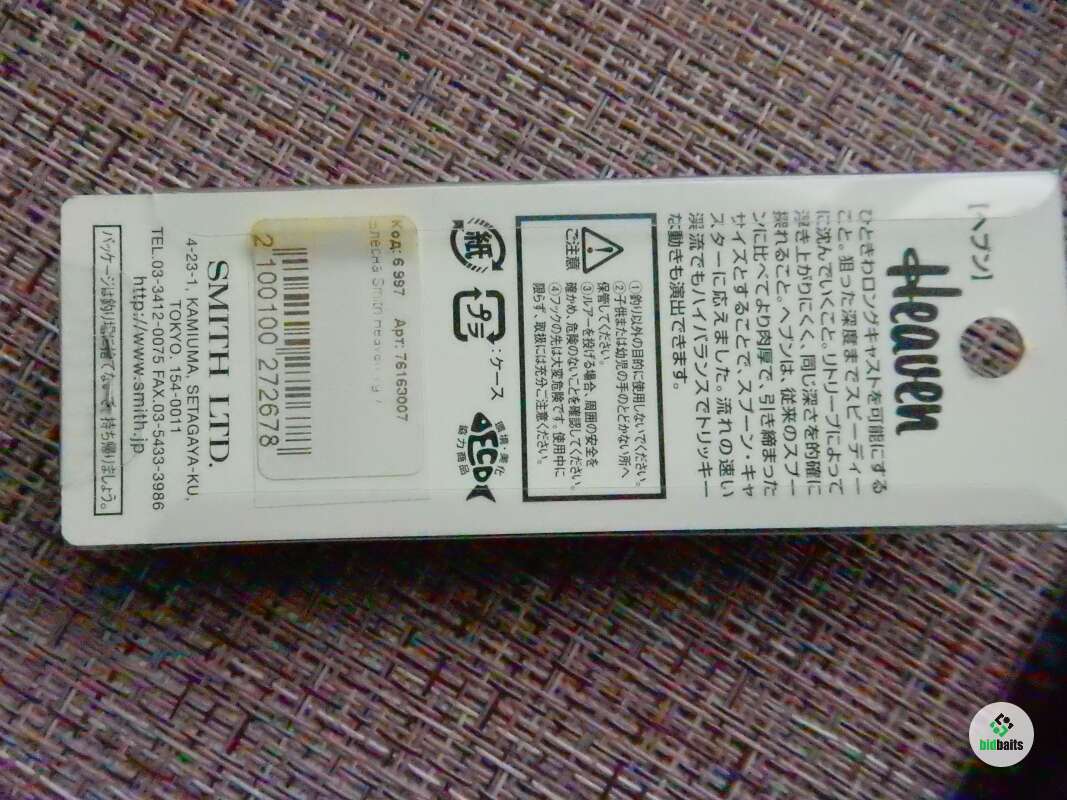 【ヘブン】
Heaven
ひときわロングキャストを可能にする
こと。狙った深度までスピーディー
に沈んでいくこと。リトリーブによって
浮き上がりにくく、同じ深さを的確に
探れること。ヘブンは、従来のスプー
ンに比べてより肉厚で、引き締まった
サイズとすることで、スプーン・キャ
スターに応えました。流れの速い
渓流でもハイバランスでトリッキー
な動きも演出できます。
ご注意
①釣り以外の目的に使用しないでください。
②子供または幼児の手のとどかない所へ
保管してください。
③ルアーを投げる場合、周囲の安全を
確かめ、危険のないことを確認してください。
④フックの先は大変危険です。使用中に
限らず、取扱には充分ご注意ください。
紙
プラ
:ケース
環境・美化
ECO
協力商品
Код: 6 997 Арт: 76163007
Блесна Smith Heaven
2 100100 272678
SMITH LTD.
4-23-1, KAMIUMA, SETAGAYA-KU,
TOKYO, 154-0011
TEL.03-3412-0075 FAX.03-5433-3986
http://www.smith.jp
パッケージは釣り場に捨てないで持ち帰りましょう。
bidbaits